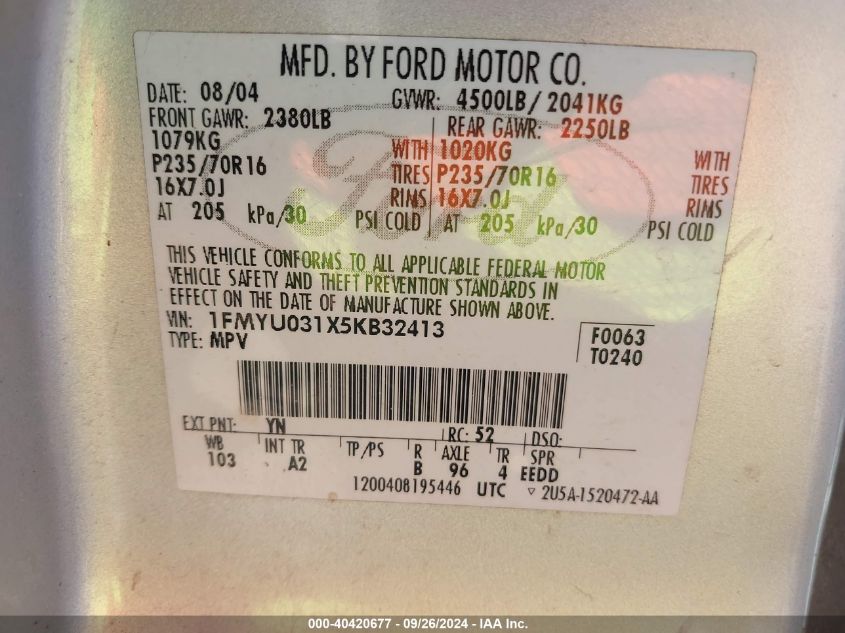 MFD. BY FORD MOTOR CO.
DATE: 08/04 GVWR: 4500LB/ 2041KG
FRONT GAWR: 2380LB REAR GAWR: 2250LB
1079KG WITH 1020KG WITH
P235/70R16 TIRES P235/70R16 TIRES
16X7.0J RIMS 16X7.0J RIMS
AT 205 kPa/30 PSI COLD AT 205 kPa/30 PSI COLD
Ford
THIS VEHICLE CONFORMS TO ALL APPLICABLE FEDERAL MOTOR
VEHICLE SAFETY AND THEFT PREVENTION STANDARDS IN
EFFECT ON THE DATE OF MANUFACTURE SHOWN ABOVE.
VIN: 1FMYU031X5KB32413 F0063
TYPE: MPV T0240
EXT PNT: YN RC: 52 DSO:
WB INT TR TP/PS R AXLE TR SPR
103 A2 B 96 4 EEDD
1200408195446 UTC ▽ 2U5A-1520472-AA
000-40420677 - 09/26/2024 - IAA Inc.